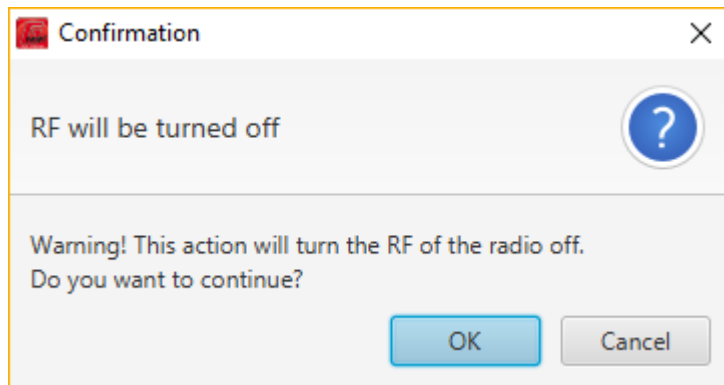 Confirmation
RF will be turned off
?
Warning! This action will turn the RF of the radio off.
Do you want to continue?
OK
Cancel